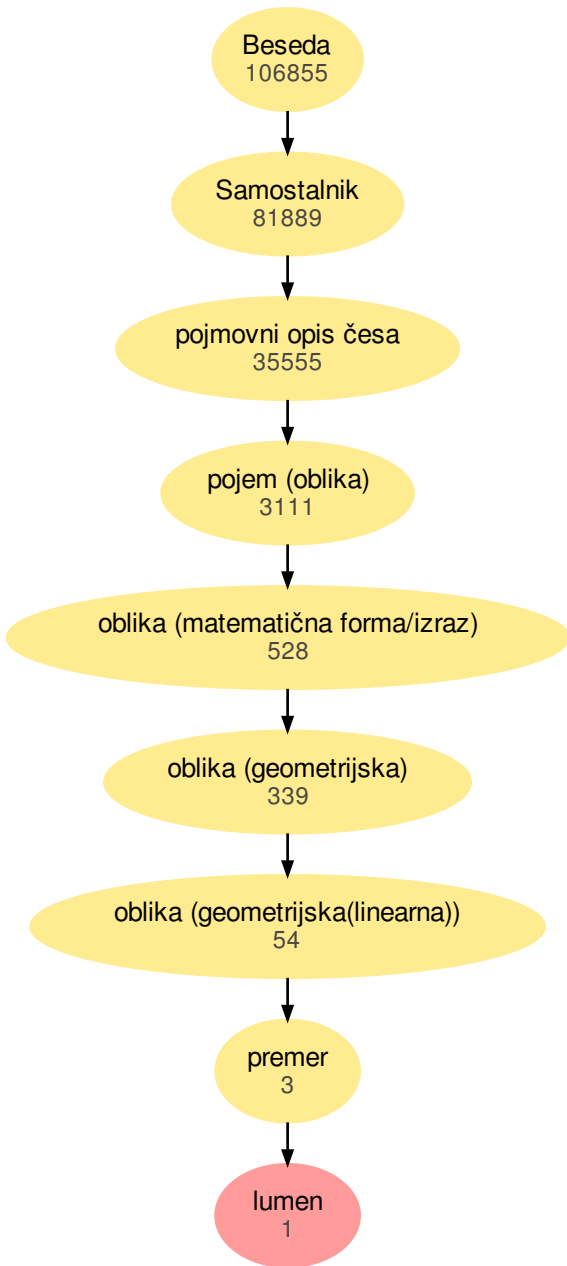 Beseda
106855
Samostalnik
81889
pojmovni opis česa
35555
pojem (oblika)
3111
oblika (matematična forma/izraz)
528
oblika (geometrijska)
339
oblika (geometrijska(linearna))
54
premer
3
lumen
1